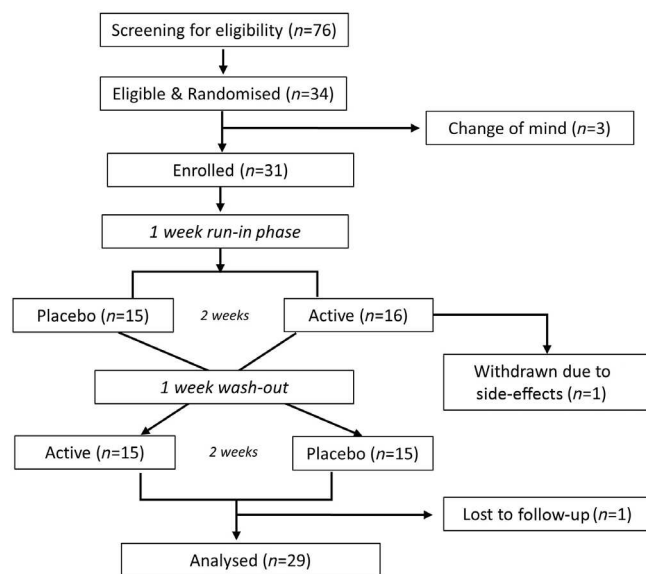 Screening for eligibility (n=76)
Eligible & Randomised (n=34)
Change of mind (n=3)
Enrolled (n=31)
1 week run-in phase
Placebo (n=15)
2 weeks
Active (n=16)
Withdrawn due to
side-effects (n=1)
1 week wash-out
Active (n=15)
2 weeks
Placebo (n=15)
Lost to follow-up (n=1)
Analysed (n=29)